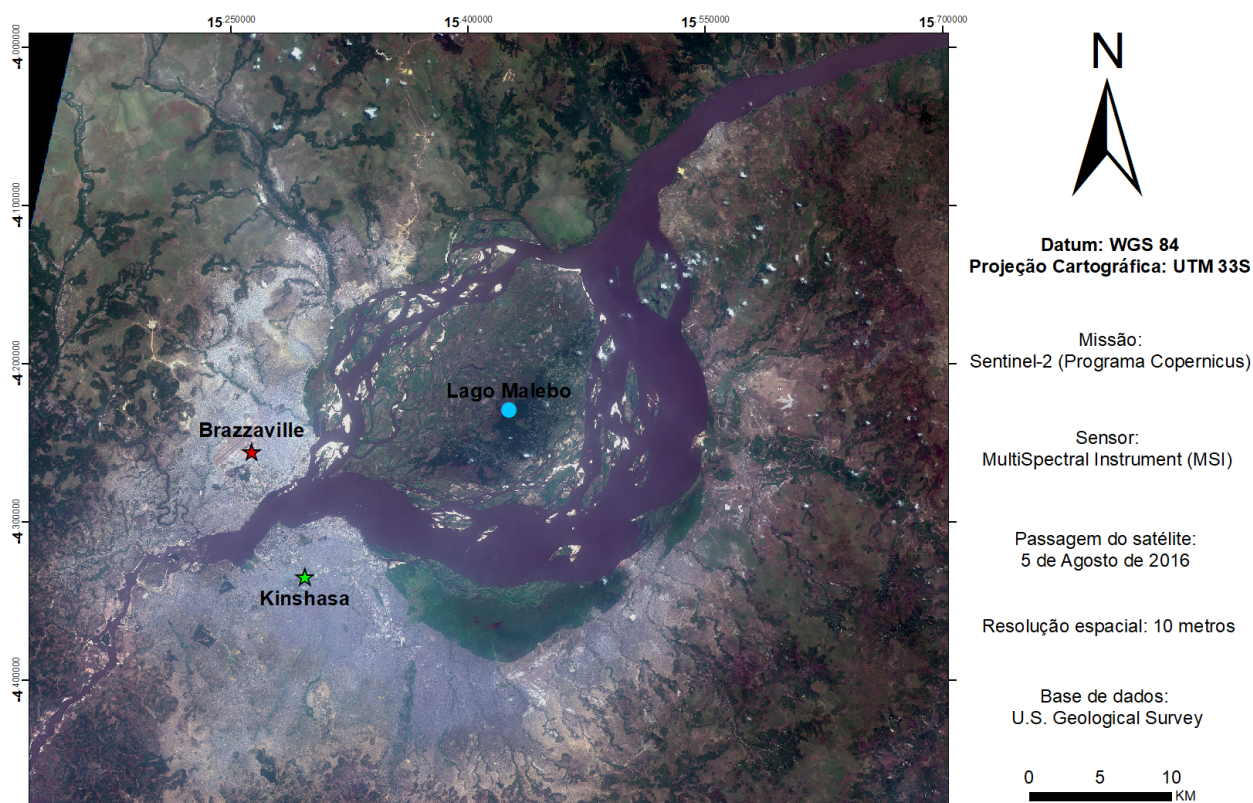 15,250000 15,400000 15,550000 15,700000
-4,000000
-4,100000
-4,200000
-4,300000
-4,400000
Lago Malebo
Brazzaville
Kinshasa
N
Datum: WGS 84
Projeção Cartográfica: UTM 33S
Missão:
Sentinel-2 (Programa Copernicus)
Sensor:
MultiSpectral Instrument (MSI)
Passagem do satélite:
5 de Agosto de 2016
Resolução espacial: 10 metros
Base de dados:
U.S. Geological Survey
0 5 10
KM